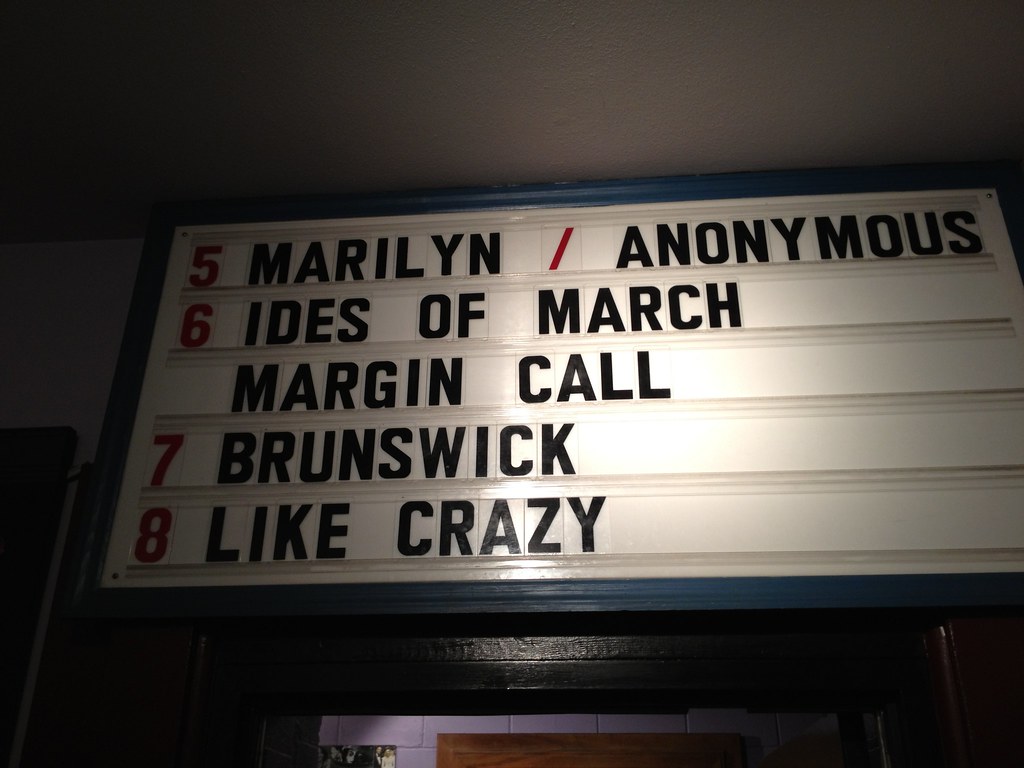 5 MARILYN / ANONYMOUS
6 IDES OF MARCH
MARGIN CALL
7 BRUNSWICK
8 LIKE CRAZY